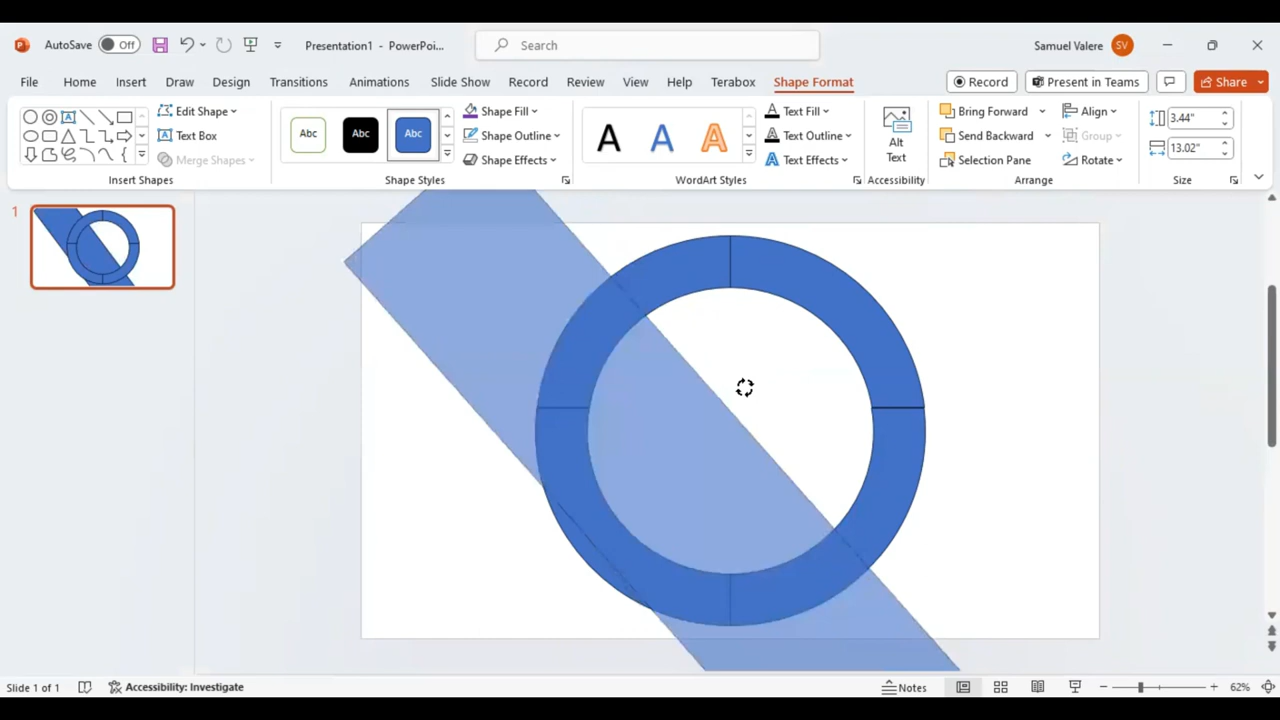 AutoSave Off Presentation1 - PowerPoi... Search Samuel Valere SV
File Home Insert Draw Design Transitions Animations Slide Show Record Review View Help Terabox Shape Format Record Present in Teams Share
Edit Shape
Text Box
Merge Shapes
Insert Shapes
Abc Abc Abc
Shape Fill
Shape Outline
Shape Effects
Shape Styles
A A A
Text Fill
Text Outline
Text Effects
WordArt Styles
Alt
Text
Accessibility
Bring Forward
Send Backward
Selection Pane
Align
Group
Rotate
Arrange
3.44"
13.02"
Size
1
Slide 1 of 1 Accessibility: Investigate Notes 62%